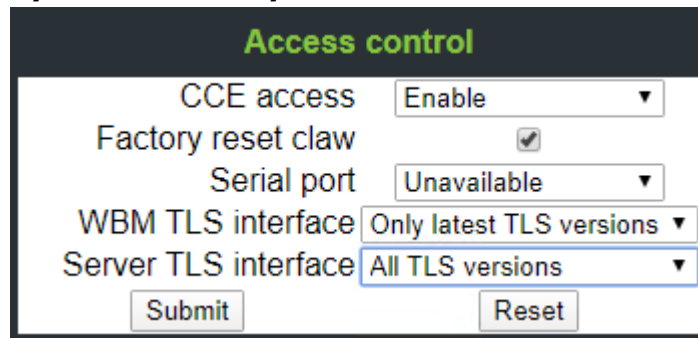 Access control
CCE access Enable
Factory reset claw
Serial port Unavailable
WBM TLS interface Only latest TLS versions
Server TLS interface All TLS versions
Submit Reset